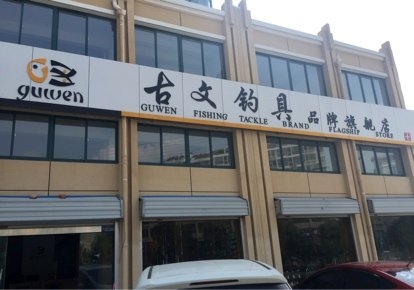 guwen
古文钓具品牌旗舰店
GUWEN FISHING TACKLE BRAND FLAGSHIP STORE